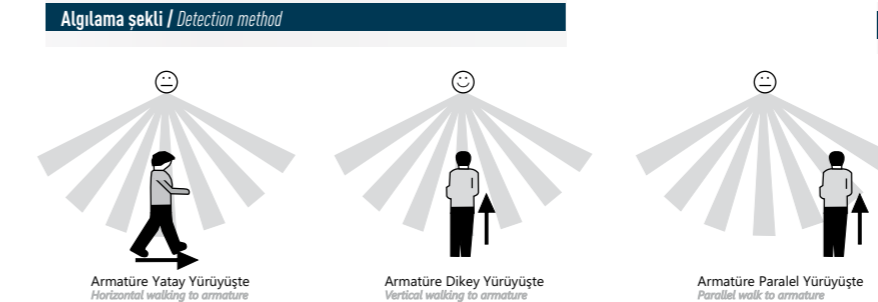 Algılama şekli / Detection method
Armatüre Yatay Yürüyüşte
Horizontal walking to armature
Armatüre Dikey Yürüyüşte
Vertical walking to armature
Armatüre Paralel Yürüyüşte
Parallel walk to armature